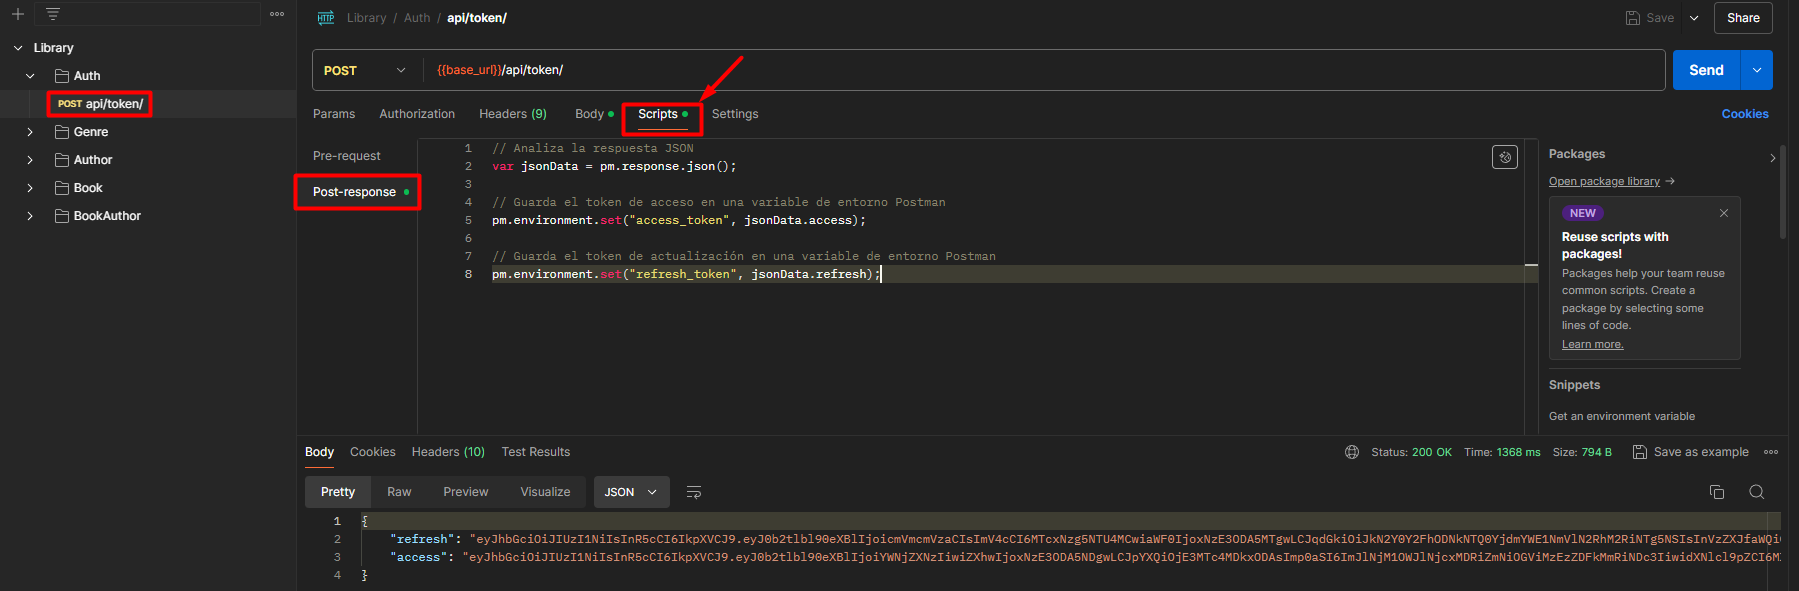 HTTP Library / Auth / api/token/
Save
Share
Library
Auth
POST api/token/
Genre
Author
Book
BookAuthor
POST
{{base_url}}/api/token/
Send
Params
Authorization
Headers (9)
Body
Scripts
Settings
Cookies
Pre-request
Post-response
1 // Analiza la respuesta JSON
2 var jsonData = pm.response.json();
3
4 // Guarda el token de acceso en una variable de entorno Postman
5 pm.environment.set("access_token", jsonData.access);
6
7 // Guarda el token de actualización en una variable de entorno Postman
8 pm.environment.set("refresh_token", jsonData.refresh);
Packages
Open package library →
NEW
Reuse scripts with
packages!
Packages help your team reuse
common scripts. Create a
package by selecting some
lines of code.
Learn more.
Snippets
Get an environment variable
Body
Cookies
Headers (10)
Test Results
Status: 200 OK
Time: 1368 ms
Size: 794 B
Save as example
Pretty
Raw
Preview
Visualize
JSON
1 {
2 "refresh":
3 "access":
4 }